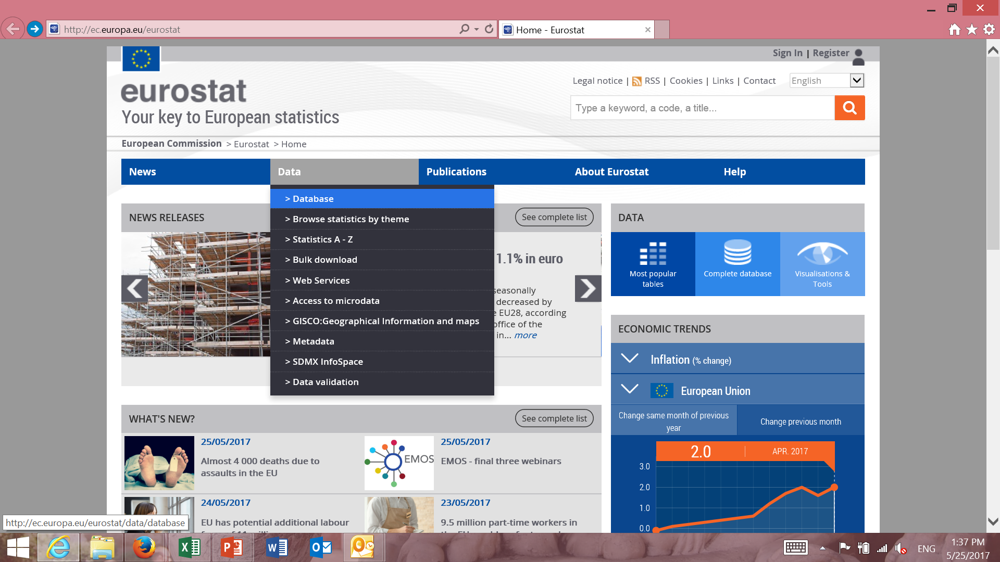 http://ec.europa.eu/eurostat
Home - Eurostat
Sign In | Register
Legal notice | RSS | Cookies | Links | Contact
English
eurostat
Your key to European statistics
Type a keyword, a code, a title...
European Commission > Eurostat > Home
News
Data
Publications
About Eurostat
Help
> Database
> Browse statistics by theme
> Statistics A - Z
> Bulk download
> Web Services
> Access to microdata
> GISCO:Geographical Information and maps
> Metadata
> SDMX InfoSpace
> Data validation
NEWS RELEASES
See complete list
1.1% in euro
seasonally
decreased by
EU28, according
office of the
in... more
DATA
Most popular
tables
Complete database
Visualisations &
Tools
ECONOMIC TRENDS
Inflation (% change)
European Union
Change same month of previous
year
Change previous month
2.0
APR. 2017
3.0
2.0
1.0
0.0
WHAT'S NEW?
See complete list
25/05/2017
Almost 4 000 deaths due to
assaults in the EU
EMOS
25/05/2017
EMOS - final three webinars
24/05/2017
EU has potential additional labour
23/05/2017
9.5 million part-time workers in
http://ec.europa.eu/eurostat/data/database
ENG
1:37 PM
5/25/2017